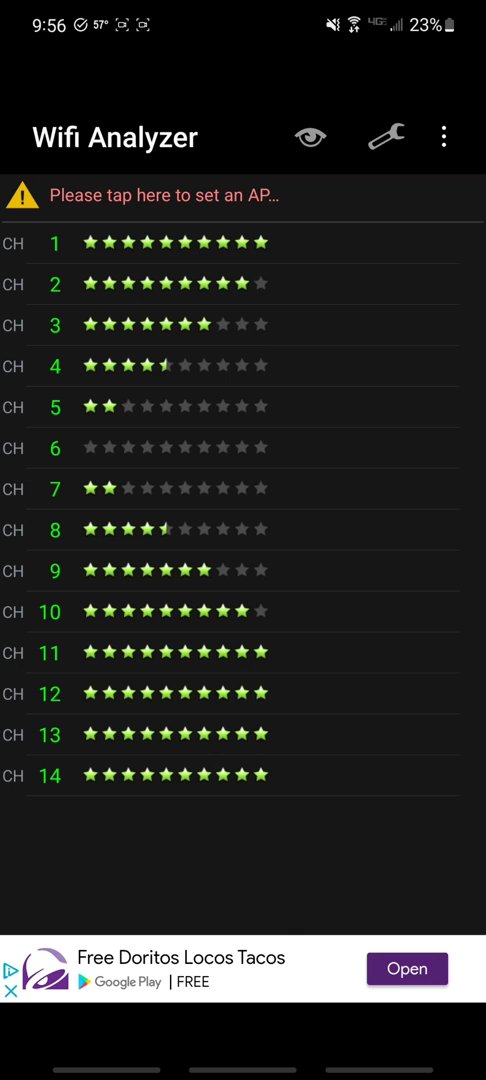 9:56 57° 4G 23%
Wifi Analyzer
Please tap here to set an AP...
CH 1
CH 2
CH 3
CH 4
CH 5
CH 6
CH 7
CH 8
CH 9
CH 10
CH 11
CH 12
CH 13
CH 14
Free Doritos Locos Tacos
Google Play | FREE
Open